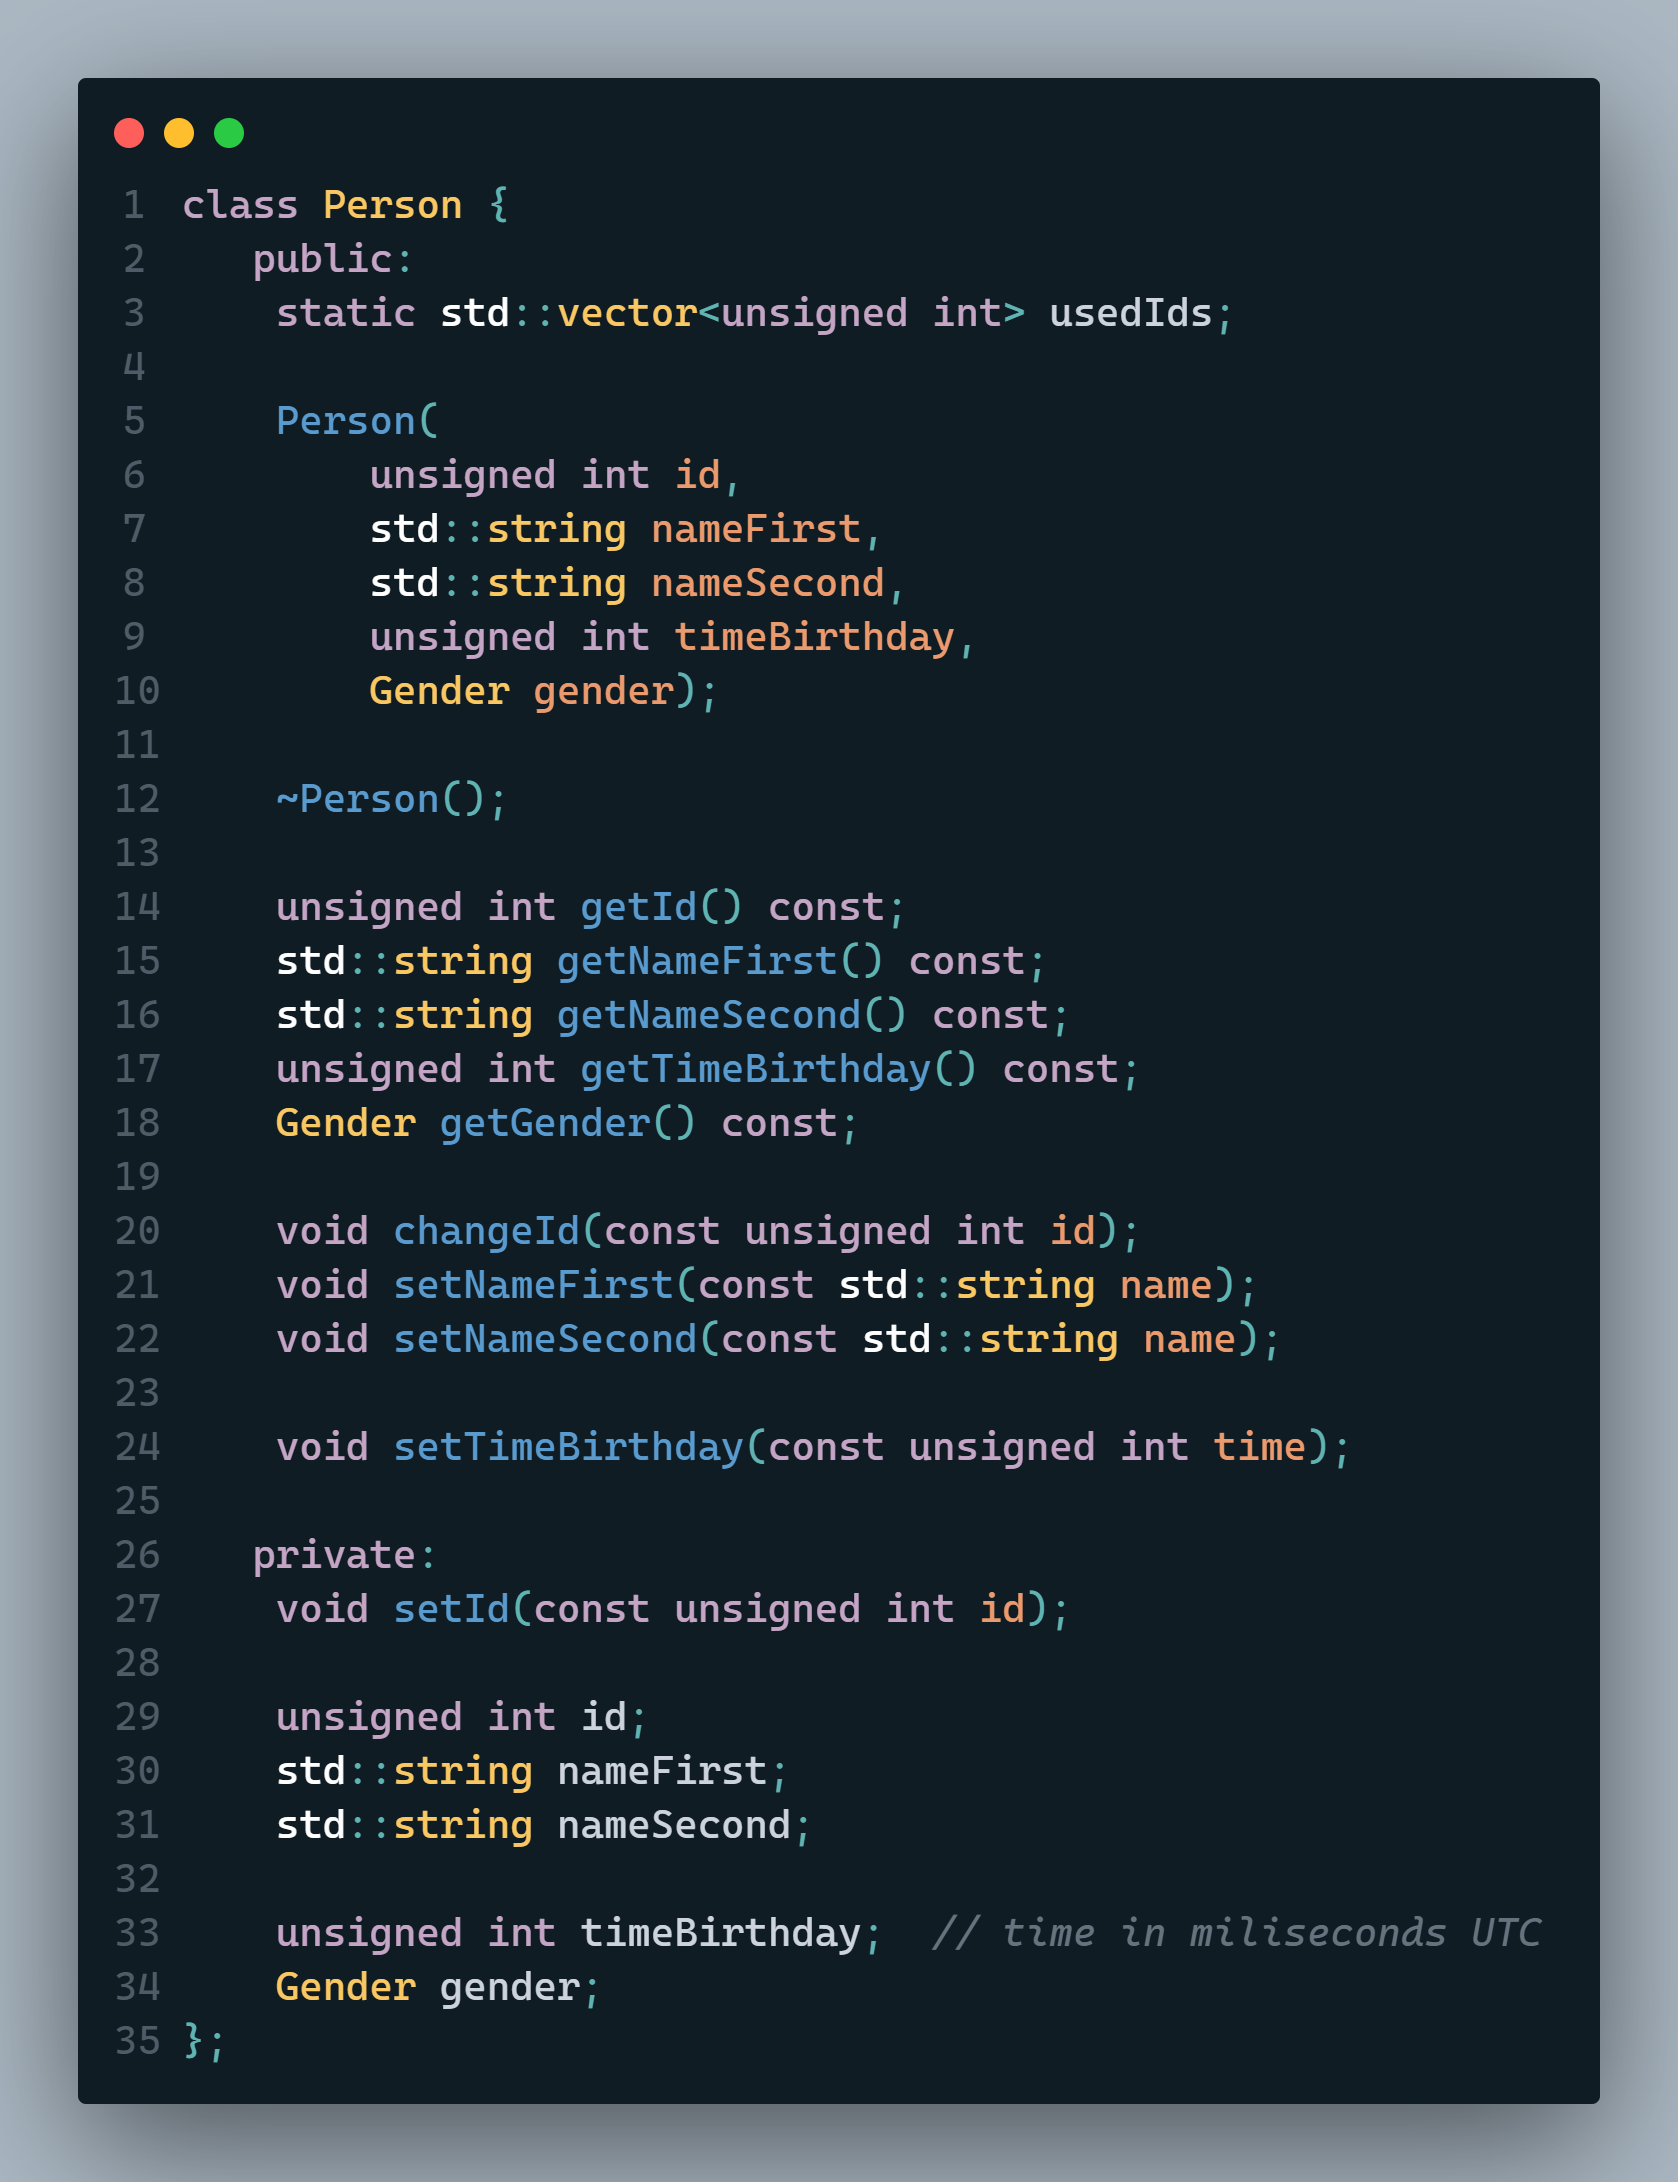 1 class Person {
2    public:
3     static std::vector<unsigned int> usedIds;
4
5     Person(
6         unsigned int id,
7         std::string nameFirst,
8         std::string nameSecond,
9         unsigned int timeBirthday,
10         Gender gender);
11
12     ~Person();
13
14     unsigned int getId() const;
15     std::string getNameFirst() const;
16     std::string getNameSecond() const;
17     unsigned int getTimeBirthday() const;
18     Gender getGender() const;
19
20     void changeId(const unsigned int id);
21     void setNameFirst(const std::string name);
22     void setNameSecond(const std::string name);
23
24     void setTimeBirthday(const unsigned int time);
25
26    private:
27     void setId(const unsigned int id);
28
29     unsigned int id;
30     std::string nameFirst;
31     std::string nameSecond;
32
33     unsigned int timeBirthday;  // time in miliseconds UTC
34     Gender gender;
35 };